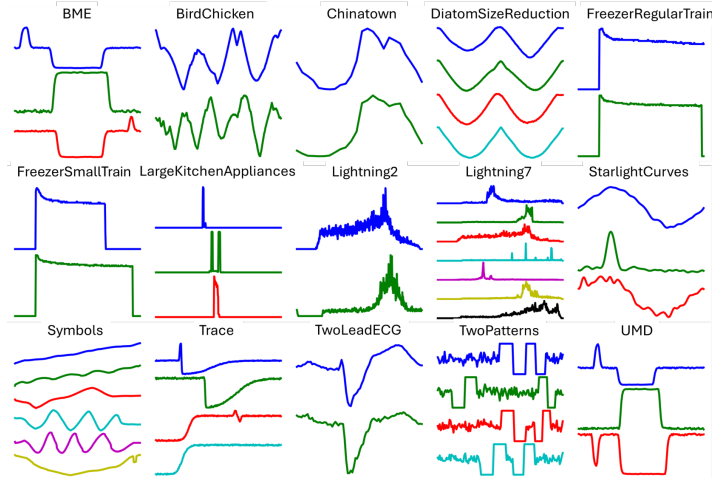 BME
BirdChicken
Chinatown
DiatomSizeReduction
FreezerRegularTrain
FreezerSmallTrain
LargeKitchenAppliances
Lightning2
Lightning7
StarlightCurves
Symbols
Trace
TwoLeadECG
TwoPatterns
UMD